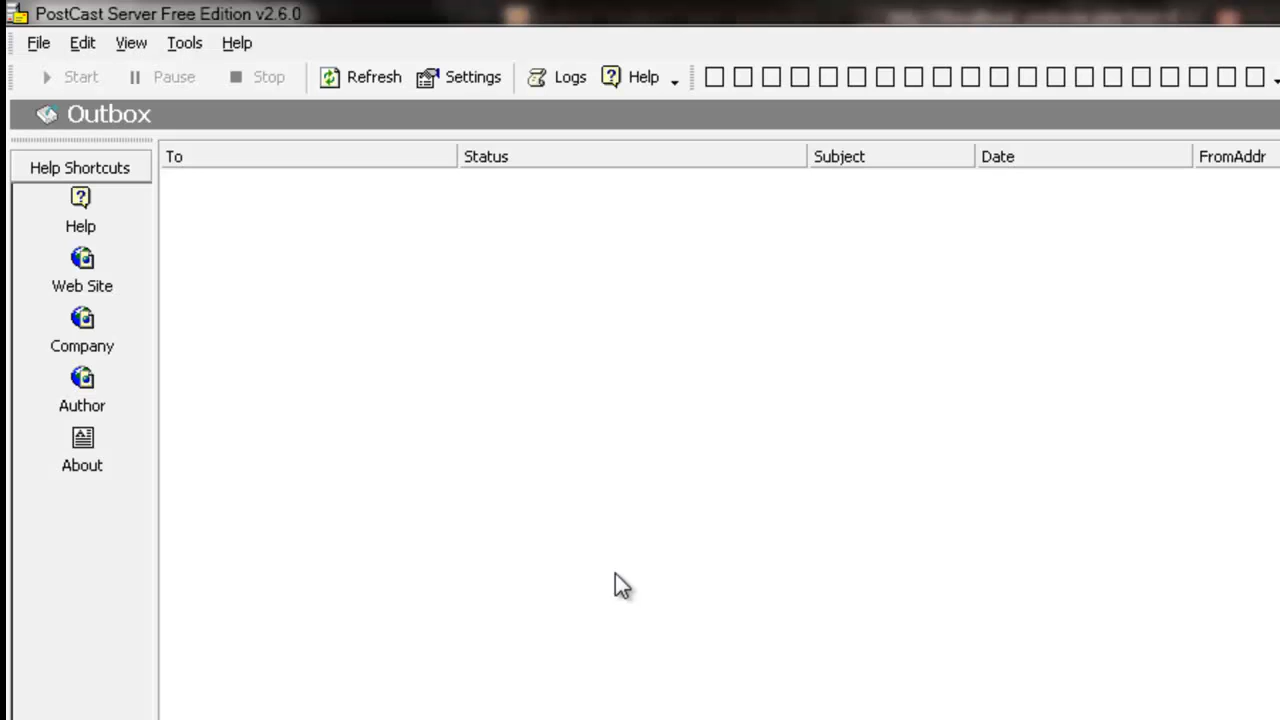 PostCast Server Free Edition v2.6.0
File Edit View Tools Help
Start Pause Stop Refresh Settings Logs Help
Outbox
Help Shortcuts
To Status Subject Date FromAddr
Help
Web Site
Company
Author
About